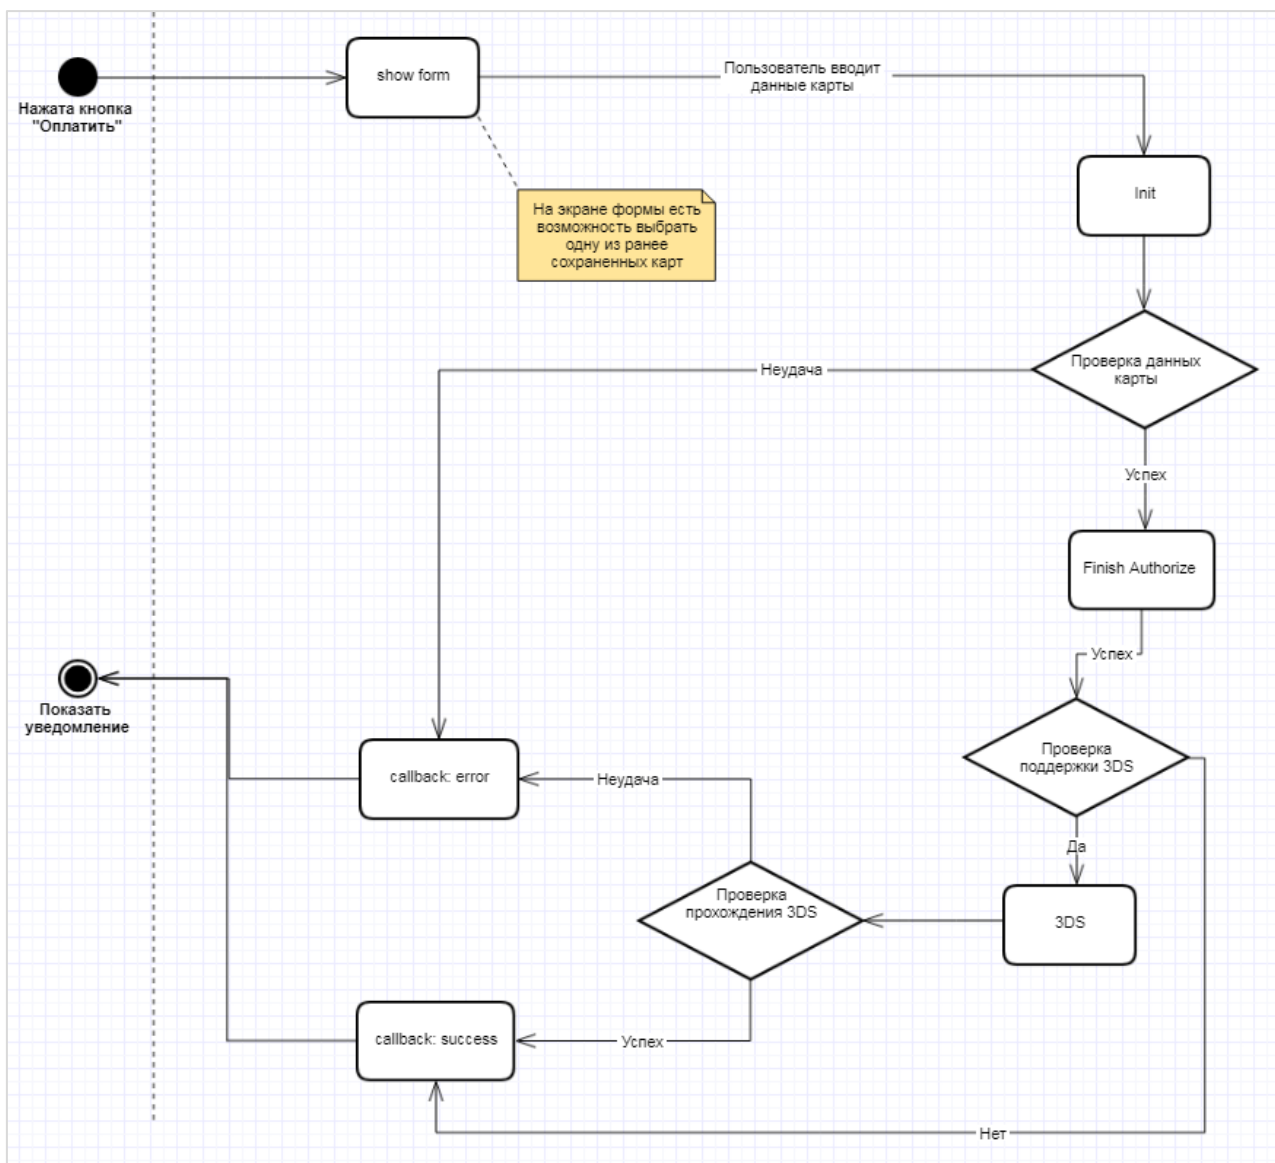 show form
Пользователь вводит
данные карты
Нажата кнопка
"Оплатить"
Init
На экране формы есть
возможность выбрать
одну из ранее
сохраненных карт
Проверка данных
карты
Неудача
Успех
Finish Authorize
Успех
Показать
уведомление
Проверка
поддержки 3DS
callback: error
Неудача
Да
Проверка
прохождения 3DS
3DS
callback: success
Успех
Нет